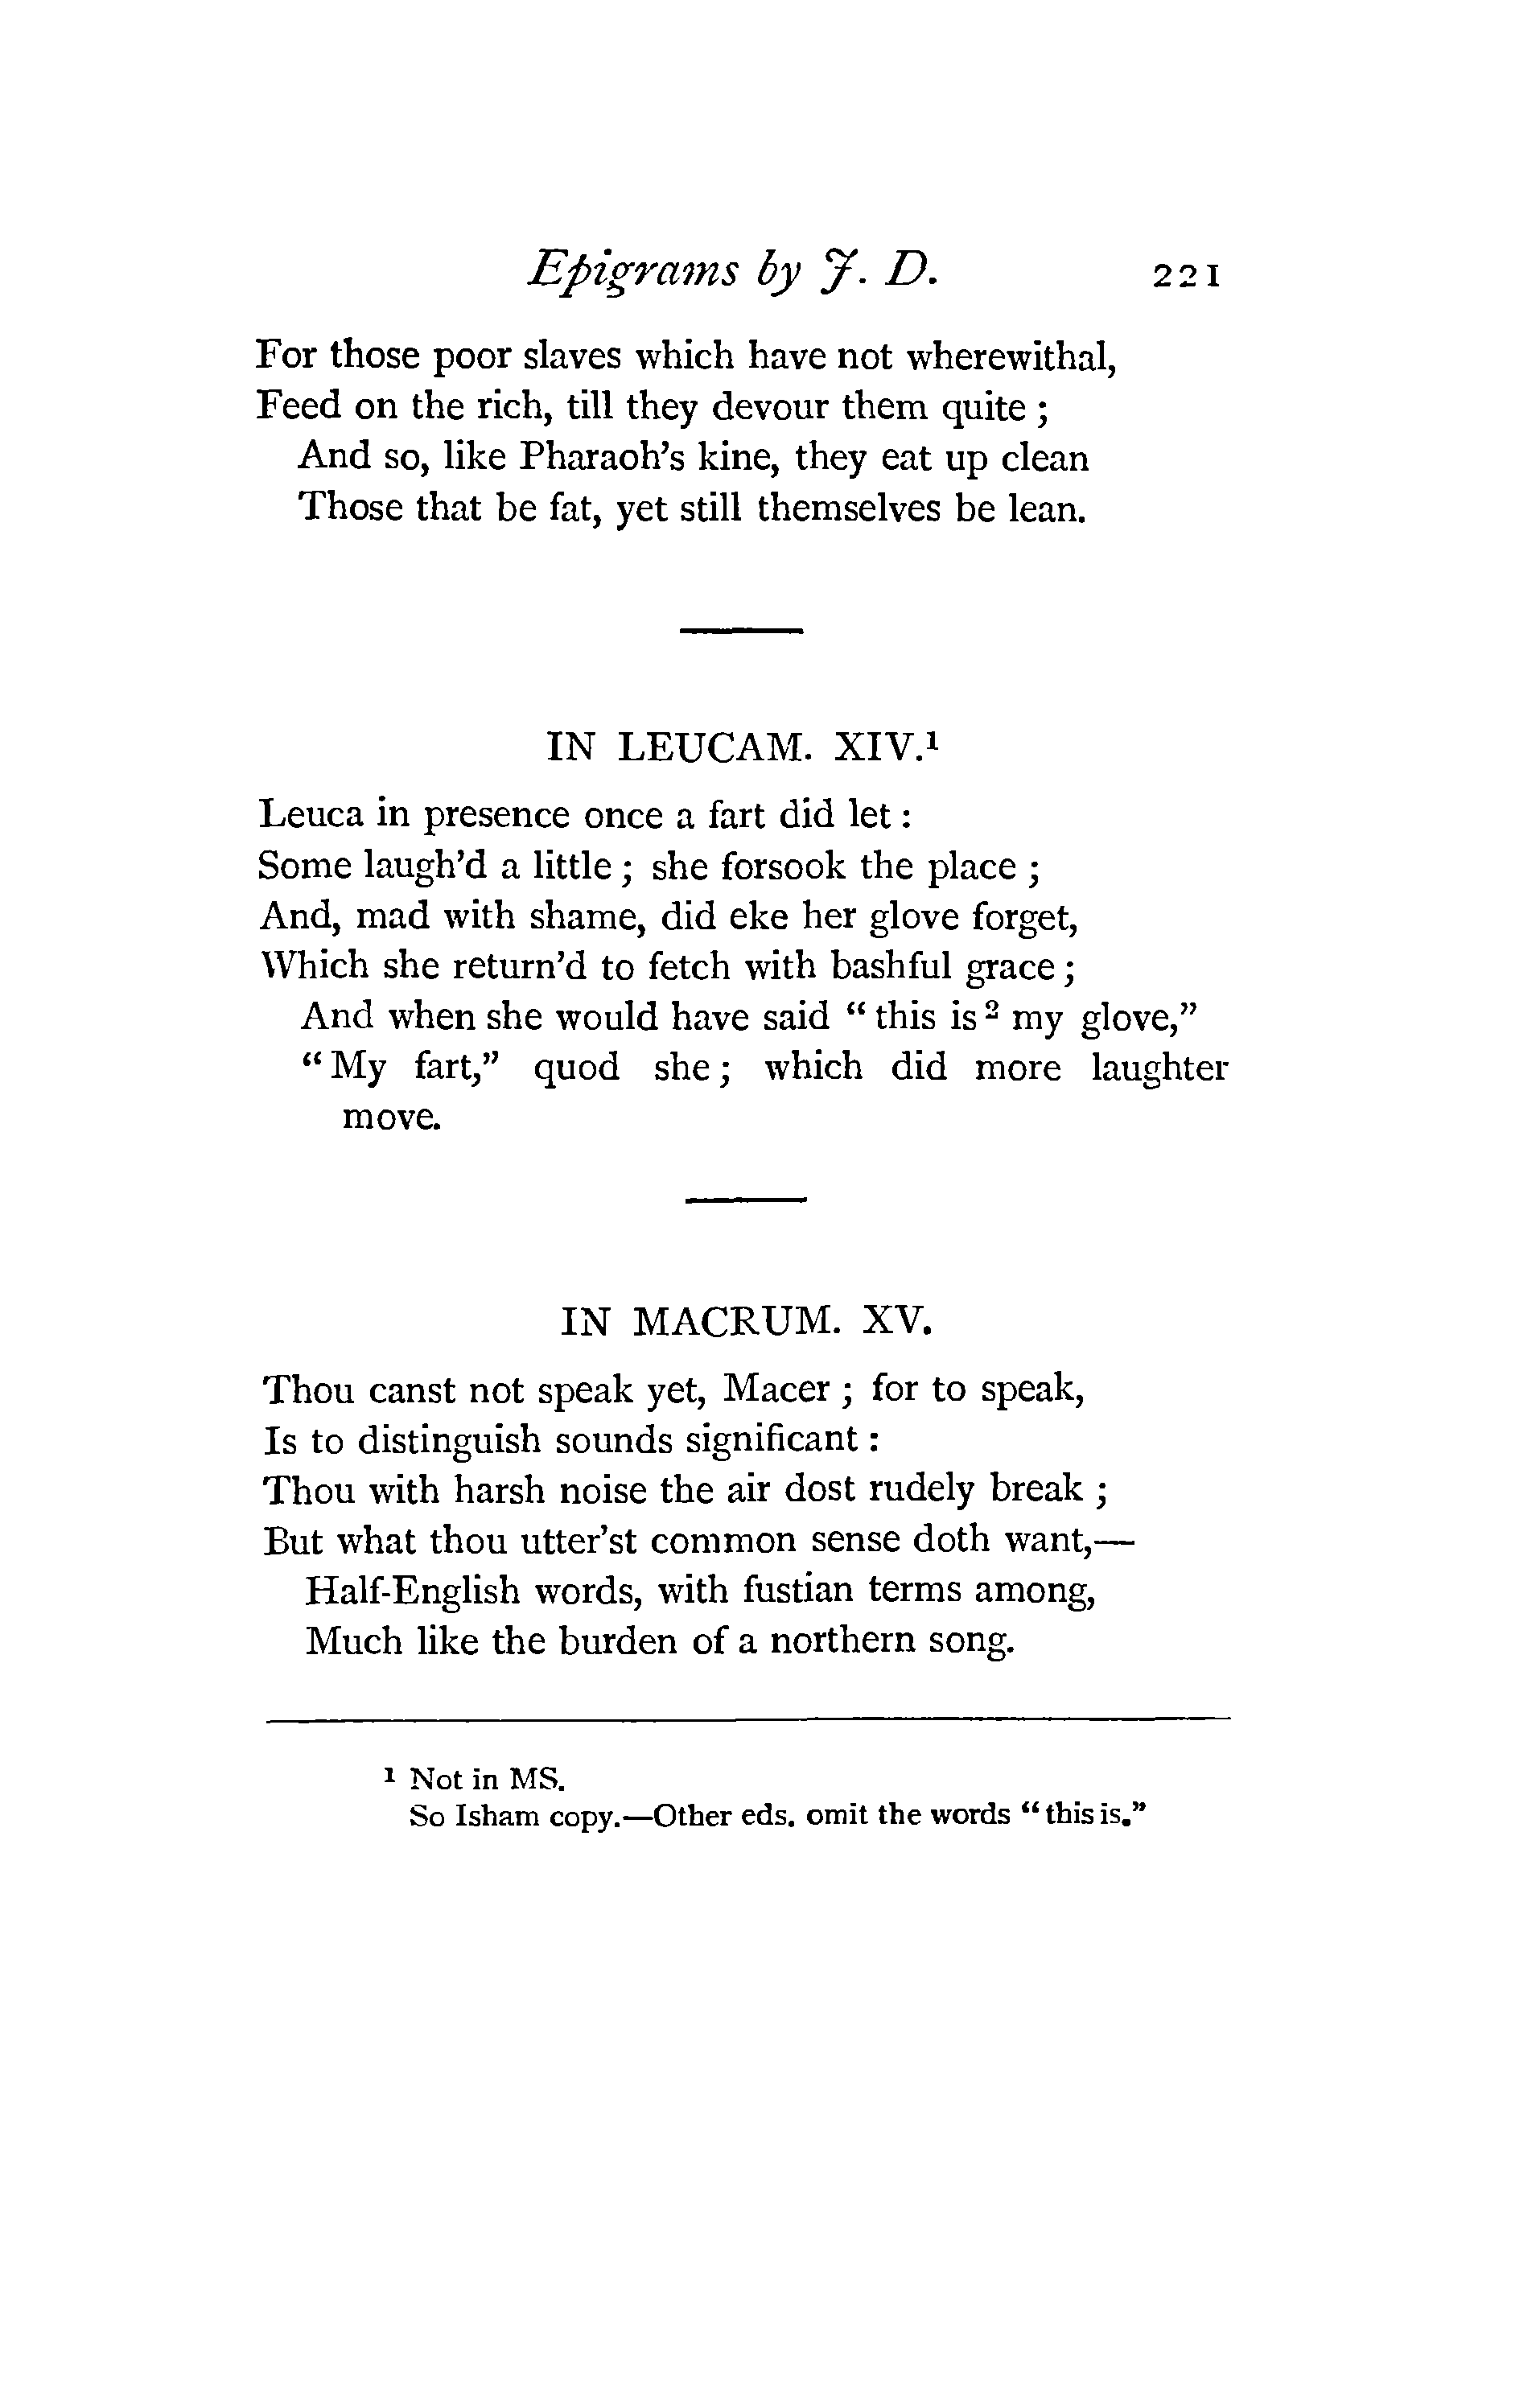 Epigrams by J. D. 221
For those poor slaves which have not wherewithal,
Feed on the rich, till they devour them quite ;
And so, like Pharaoh's kine, they eat up clean
Those that be fat, yet still themselves be lean.
IN LEUCAM. XIV.¹
Leuca in presence once a fart did let :
Some laugh'd a little ; she forsook the place ;
And, mad with shame, did eke her glove forget,
Which she return'd to fetch with bashful grace ;
And when she would have said “ this is ² my glove,”
“ My fart,” quod she ; which did more laughter
move.
IN MACRUM. XV.
Thou canst not speak yet, Macer ; for to speak,
Is to distinguish sounds significant :
Thou with harsh noise the air dost rudely break ;
But what thou utter'st common sense doth want,—
Half-English words, with fustian terms among,
Much like the burden of a northern song.
¹ Not in MS.
So Isham copy.—Other eds. omit the words “ this is.”